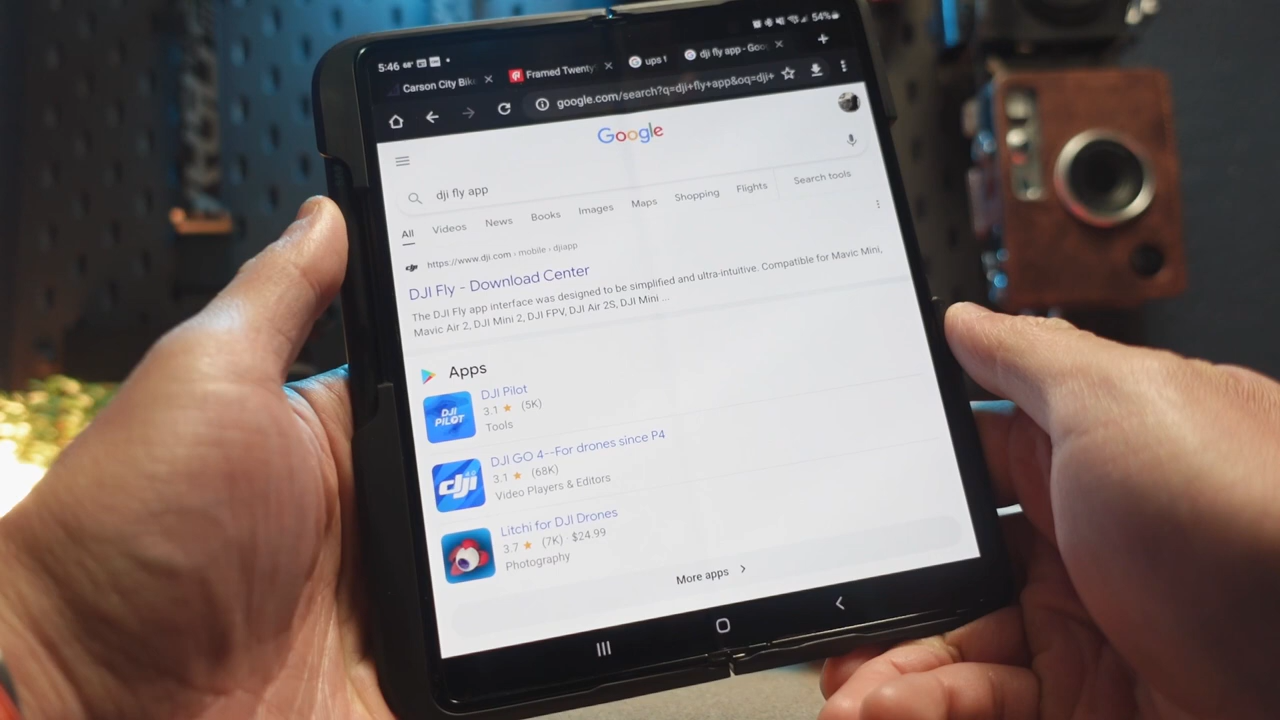 5:46
54%
Carson City Bik
Framed Twenty
ups t
dji fly app - Goo
google.com/search?q=dji+fly+app&oq=dji+
Google
dji fly app
All Videos News Books Images Maps Shopping Flights Search tools
https://www.dji.com › mobile › djiapp
DJI Fly - Download Center
The DJI Fly app interface was designed to be simplified and ultra-intuitive. Compatible for Mavic Mini,
Mavic Air 2, DJI Mini 2, DJI FPV, DJI Air 2S, DJI Mini ...
Apps
DJI PILOT
DJI Pilot
3.1 ★ (5K)
Tools
dji 4.0
DJI GO 4--For drones since P4
3.1 ★ (68K)
Video Players & Editors
Litchi for DJI Drones
3.7 ★ (7K) · $24.99
Photography
More apps